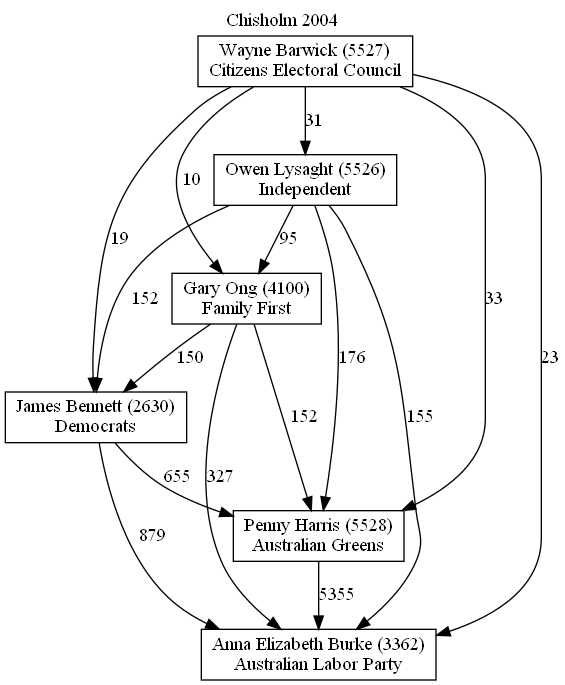 Chisholm 2004
Wayne Barwick (5527)
Citizens Electoral Council
31
Owen Lysaght (5526)
Independent
10
19
95
Gary Ong (4100)
Family First
152
33
176
23
150
James Bennett (2630)
Democrats
152
155
655
327
Penny Harris (5528)
Australian Greens
879
5355
Anna Elizabeth Burke (3362)
Australian Labor Party